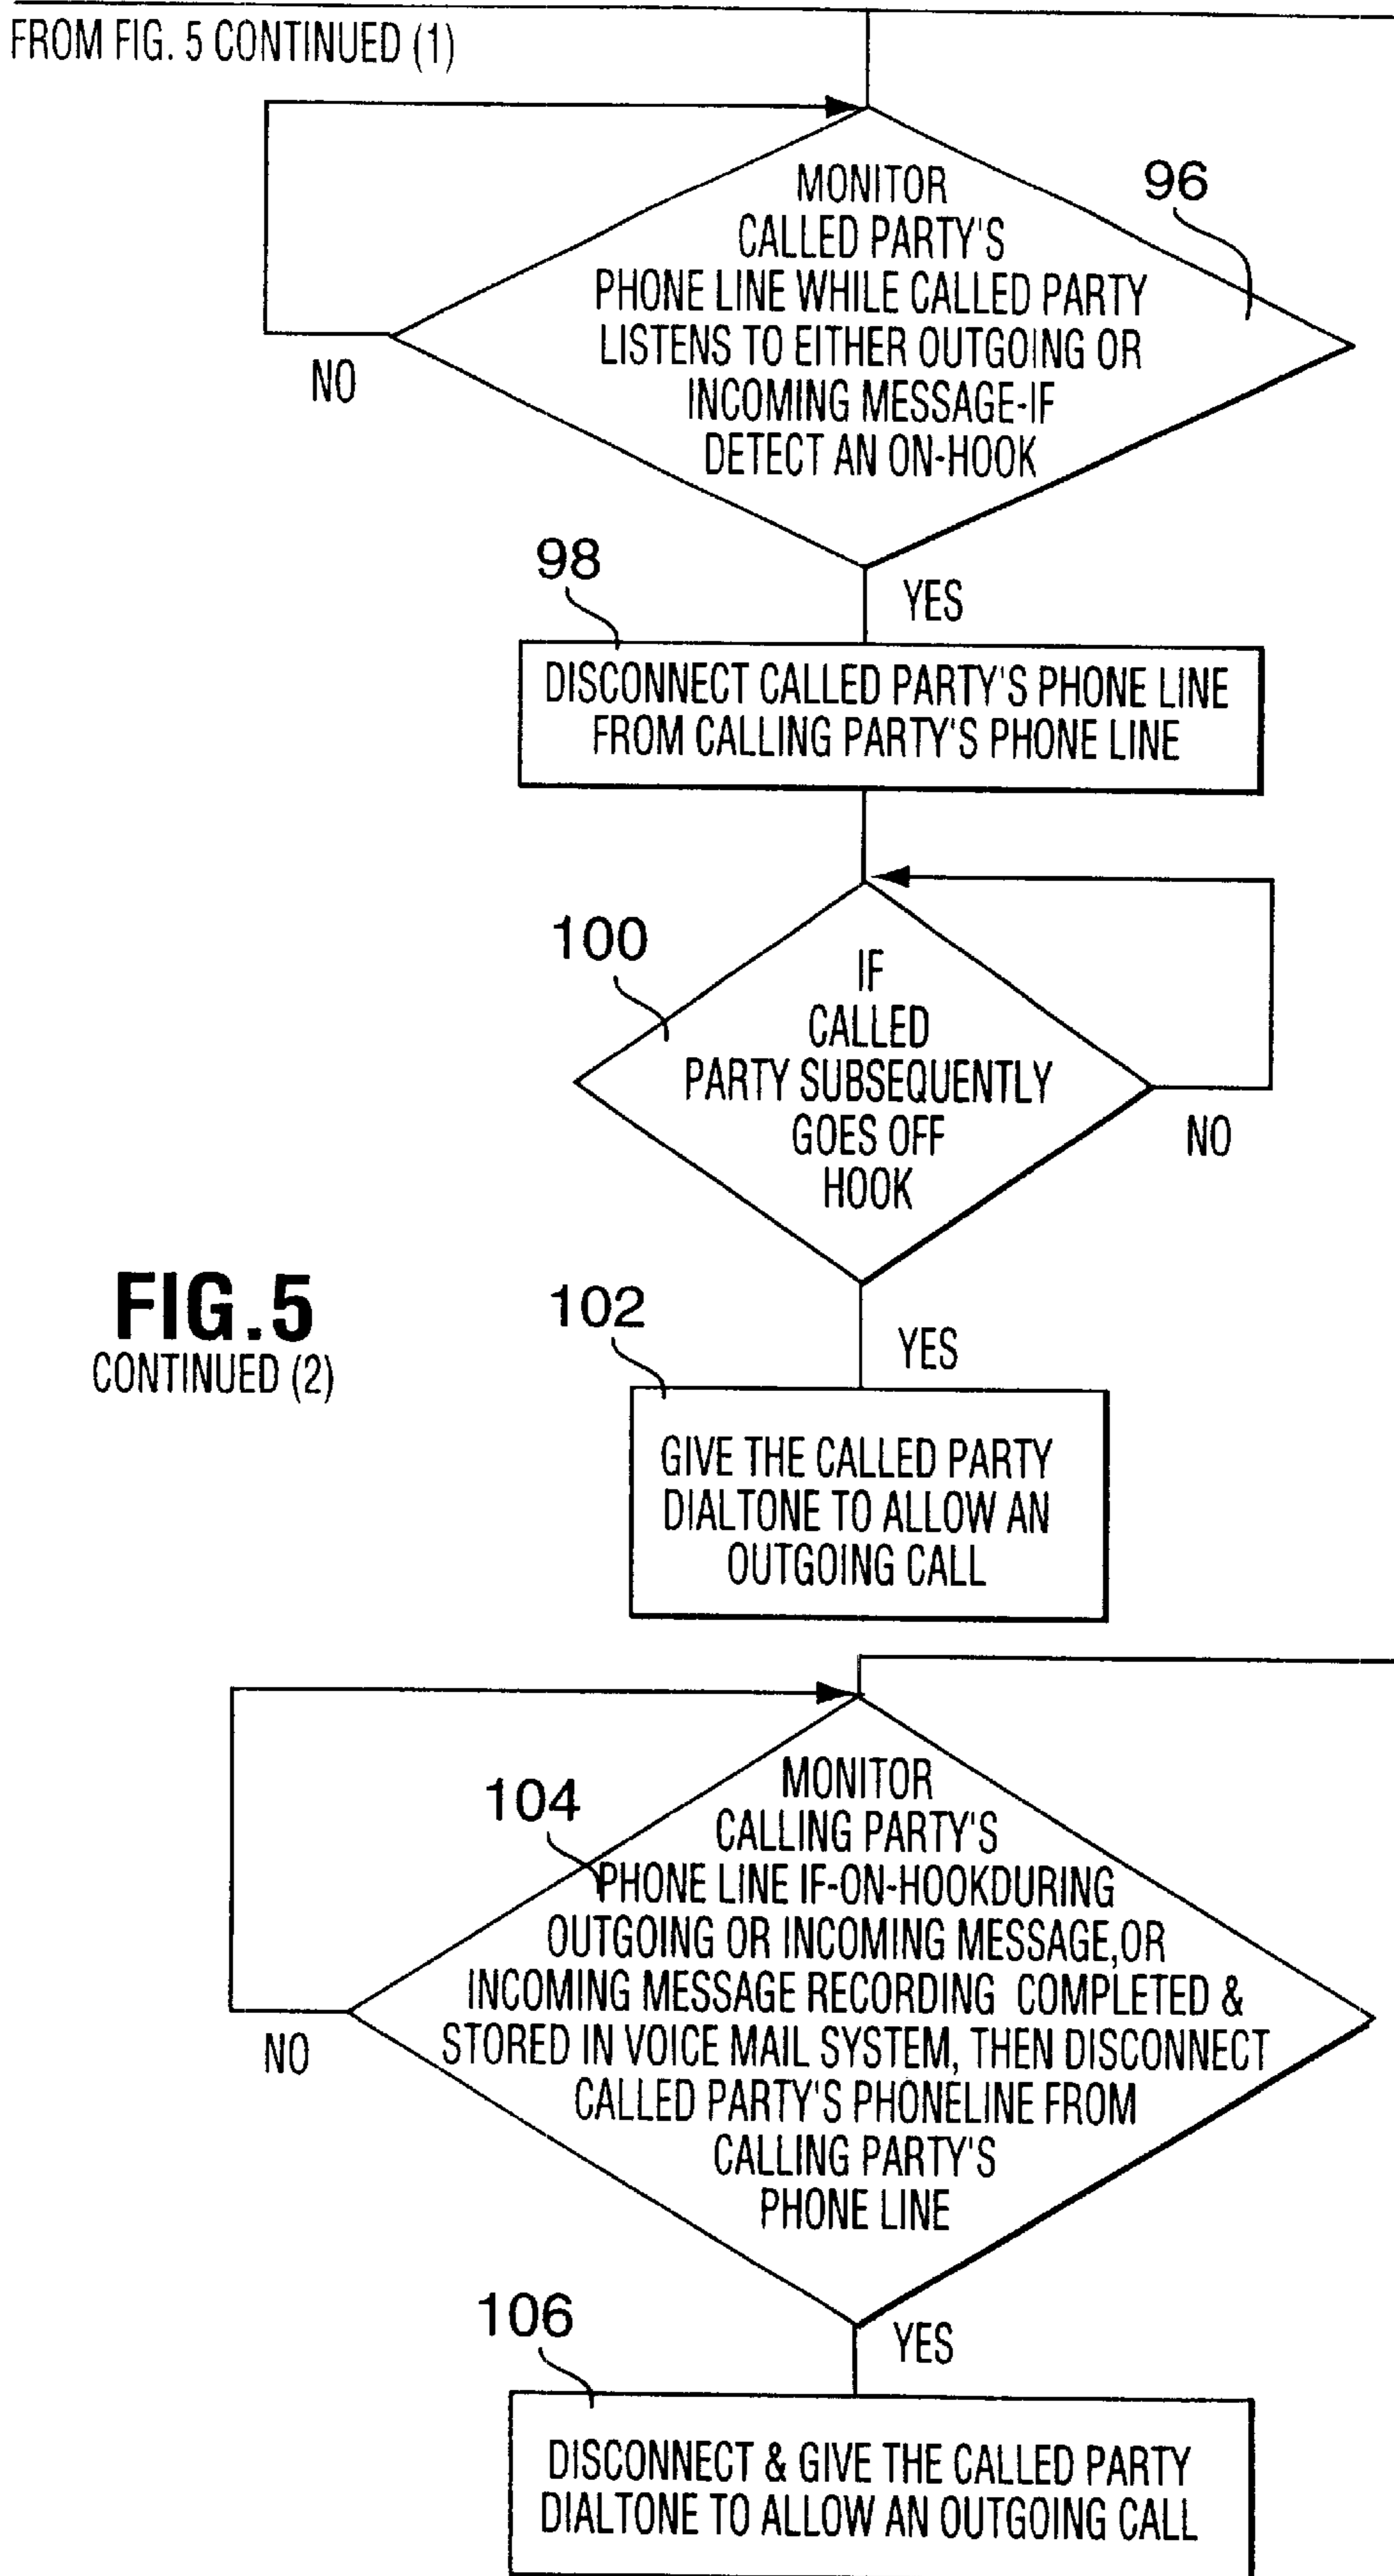 FROM FIG. 5 CONTINUED (1)
MONITOR
CALLED PARTY'S
PHONE LINE WHILE CALLED PARTY
LISTENS TO EITHER OUTGOING OR
INCOMING MESSAGE-IF
DETECT AN ON-HOOK
96
NO
YES
98
DISCONNECT CALLED PARTY'S PHONE LINE
FROM CALLING PARTY'S PHONE LINE
100
IF
CALLED
PARTY SUBSEQUENTLY
GOES OFF
HOOK
NO
YES
FIG.5
CONTINUED (2)
102
GIVE THE CALLED PARTY
DIALTONE TO ALLOW AN
OUTGOING CALL
104
MONITOR
CALLING PARTY'S
PHONE LINE IF-ON-HOOKDURING
OUTGOING OR INCOMING MESSAGE,OR
INCOMING MESSAGE RECORDING COMPLETED &
STORED IN VOICE MAIL SYSTEM, THEN DISCONNECT
CALLED PARTY'S PHONELINE FROM
CALLING PARTY'S
PHONE LINE
NO
YES
106
DISCONNECT & GIVE THE CALLED PARTY
DIALTONE TO ALLOW AN OUTGOING CALL